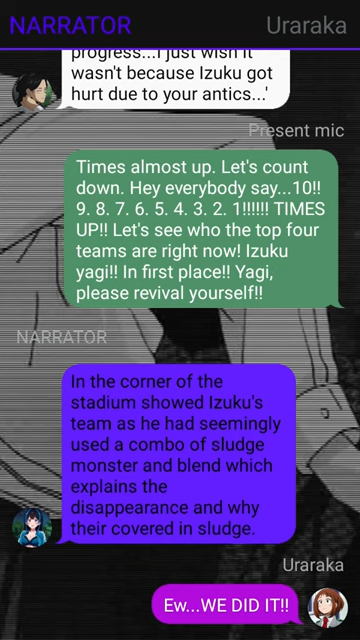 NARRATOR
Uraraka
progress...I just wish it
wasn't because Izuku got
hurt due to your antics...'
Present mic
Times almost up. Let's count
down. Hey everybody say...10!!
9. 8. 7. 6. 5. 4. 3. 2. 1!!!!!! TIMES
UP!! Let's see who the top four
teams are right now! Izuku
yagi!! In first place!! Yagi,
please revival yourself!!
NARRATOR
In the corner of the
stadium showed Izuku's
team as he had seemingly
used a combo of sludge
monster and blend which
explains the
disappearance and why
their covered in sludge.
Uraraka
Ew...WE DID IT!!